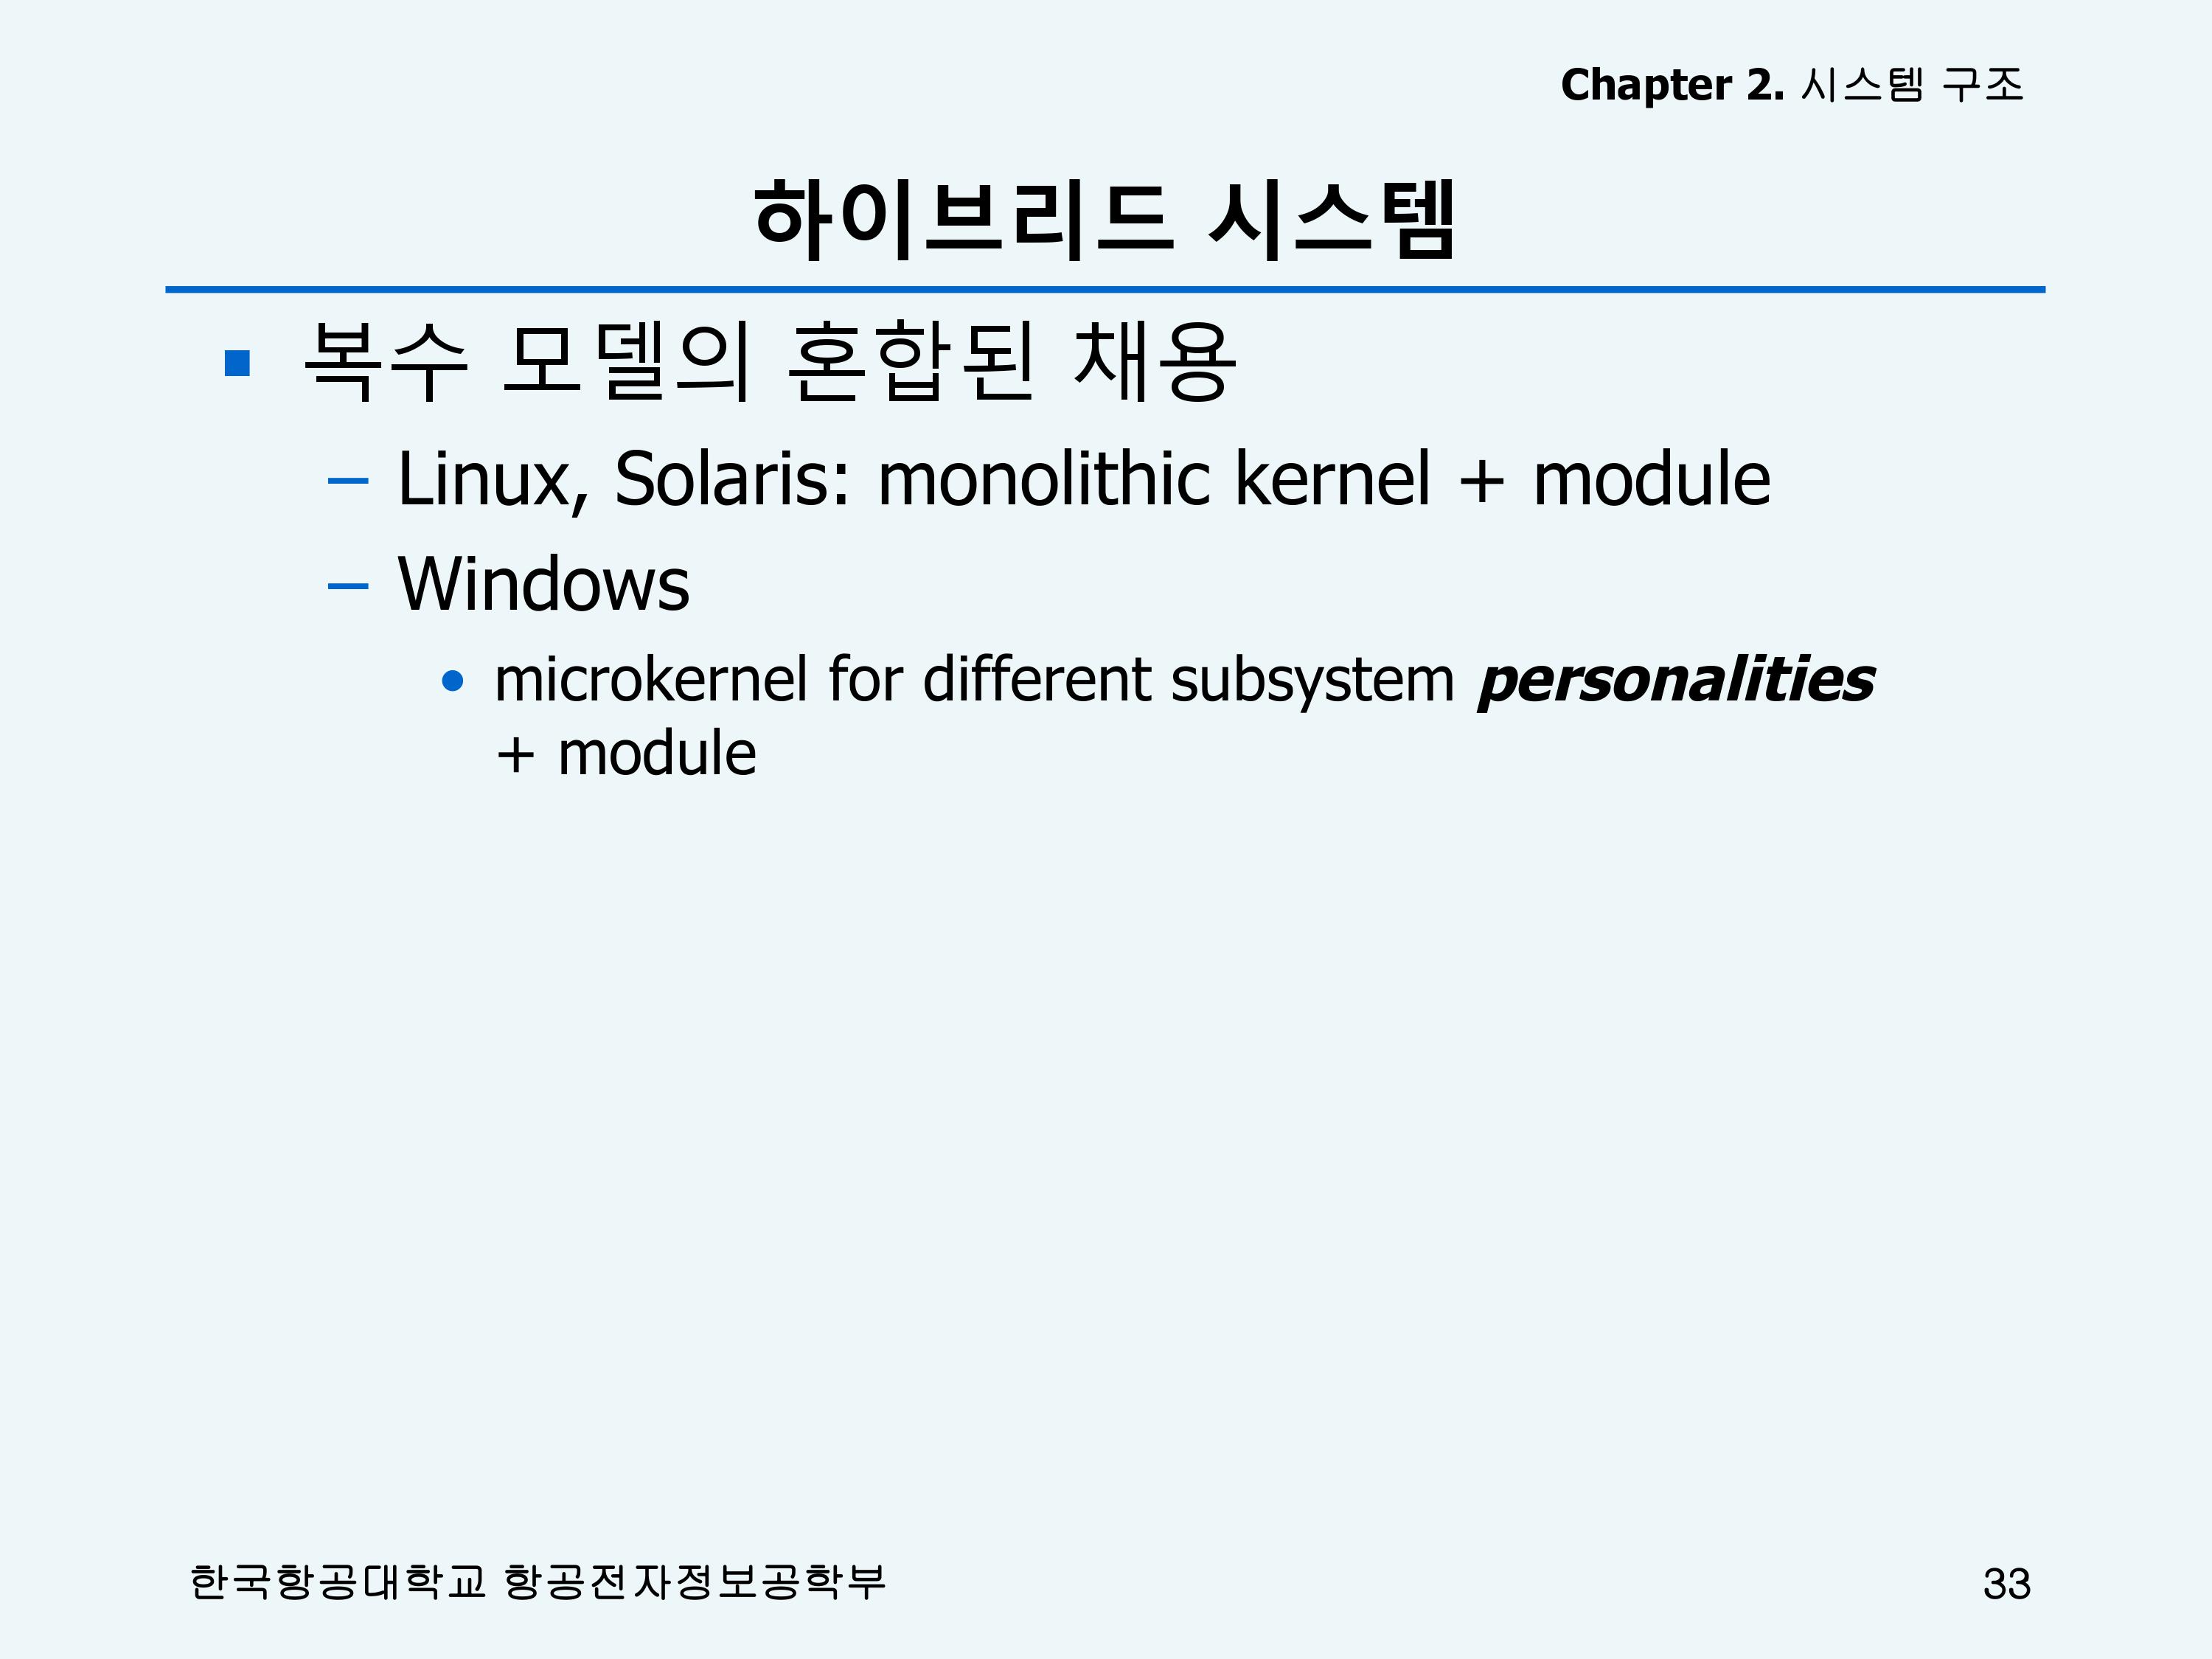 Chapter 2. 시스템 구조
하이브리드 시스템
▪ 복수 모델의 혼합된 채용
– Linux, Solaris: monolithic kernel + module
– Windows
• microkernel for different subsystem personalities
+ module
한국항공대학교 항공전자정보공학부
33